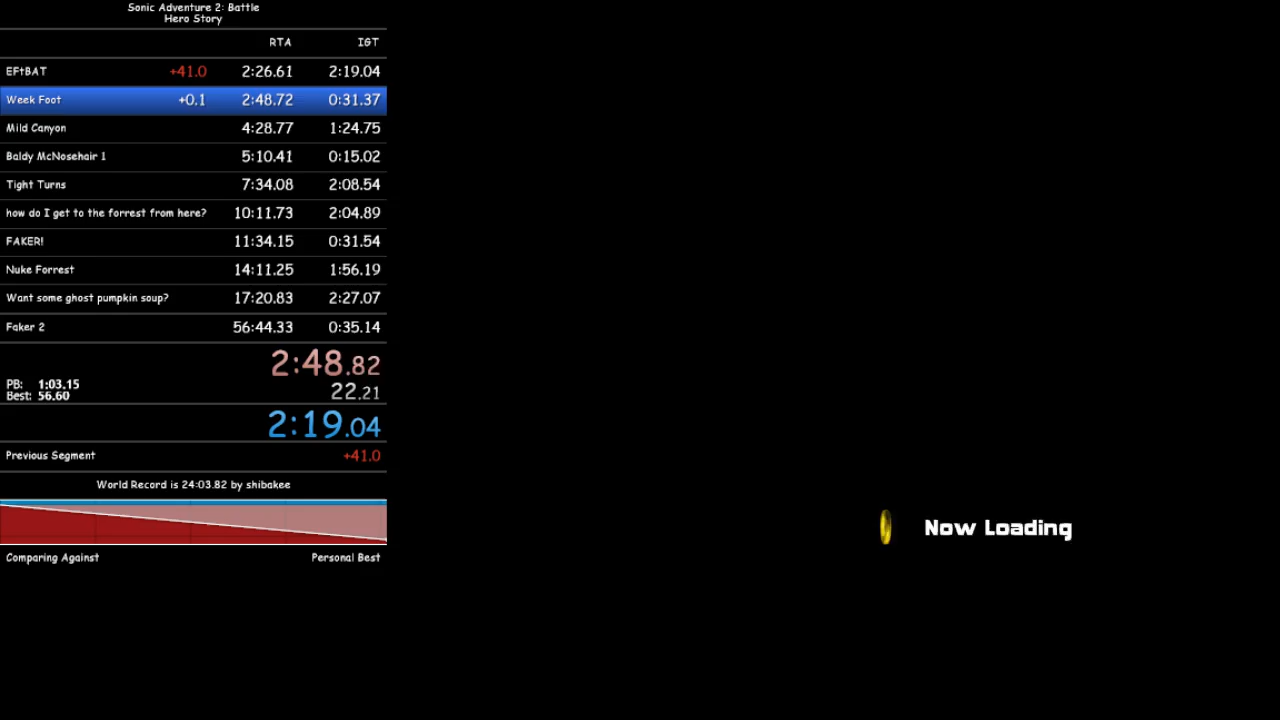 Sonic Adventure 2: Battle
Hero Story
RTA IGT
EFtBAT +41.0 2:26.61 2:19.04
Week Foot +0.1 2:48.72 0:31.37
Mild Canyon 4:28.77 1:24.75
Baldy McNosehair 1 5:10.41 0:15.02
Tight Turns 7:34.08 2:08.54
how do I get to the forrest from here? 10:11.73 2:04.89
FAKER! 11:34.15 0:31.54
Nuke Forrest 14:11.25 1:56.19
Want some ghost pumpkin soup? 17:20.83 2:27.07
Faker 2 56:44.33 0:35.14
2:48.82
PB: 1:03.15
Best: 56.60
22.21
2:19.04
Previous Segment +41.0
World Record is 24:03.82 by shibakee
Comparing Against Personal Best
Now Loading